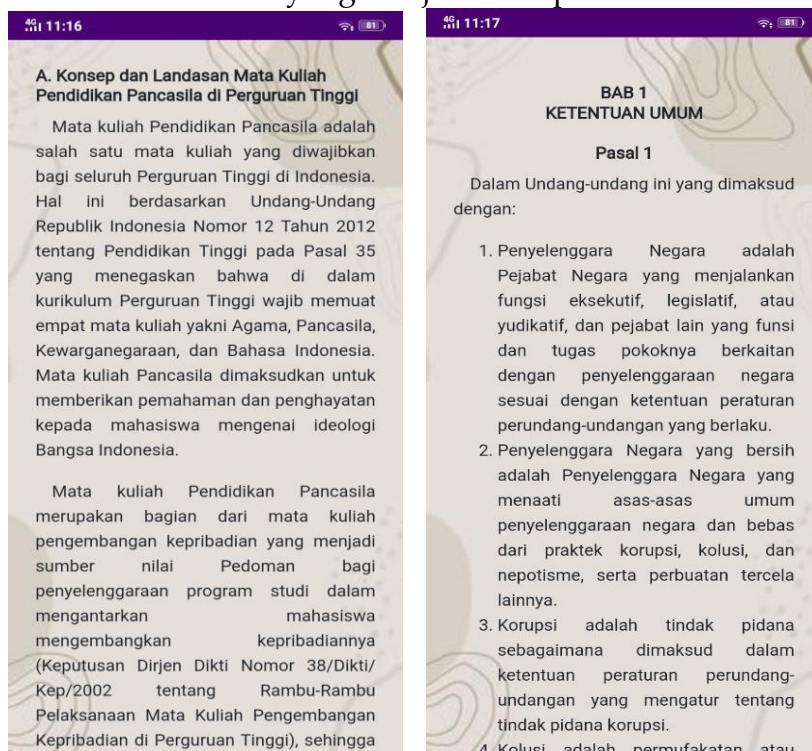 4G 11:16
81
A. Konsep dan Landasan Mata Kuliah
Pendidikan Pancasila di Perguruan Tinggi
Mata kuliah Pendidikan Pancasila adalah
salah satu mata kuliah yang diwajibkan
bagi seluruh Perguruan Tinggi di Indonesia.
Hal ini berdasarkan Undang-Undang
Republik Indonesia Nomor 12 Tahun 2012
tentang Pendidikan Tinggi pada Pasal 35
yang menegaskan bahwa di dalam
kurikulum Perguruan Tinggi wajib memuat
empat mata kuliah yakni Agama, Pancasila,
Kewarganegaraan, dan Bahasa Indonesia.
Mata kuliah Pancasila dimaksudkan untuk
memberikan pemahaman dan penghayatan
kepada mahasiswa mengenai ideologi
Bangsa Indonesia.
Mata kuliah Pendidikan Pancasila
merupakan bagian dari mata kuliah
pengembangan kepribadian yang menjadi
sumber nilai Pedoman bagi
penyelenggaraan program studi dalam
mengantarkan mahasiswa
mengembangkan kepribadiannya
(Keputusan Dirjen Dikti Nomor 38/Dikti/
Kep/2002 tentang Rambu-Rambu
Pelaksanaan Mata Kuliah Pengembangan
Kepribadian di Perguruan Tinggi), sehingga
4G 11:17
81
BAB 1
KETENTUAN UMUM
Pasal 1
Dalam Undang-undang ini yang dimaksud
dengan:
1. Penyelenggara Negara adalah
Pejabat Negara yang menjalankan
fungsi eksekutif, legislatif, atau
yudikatif, dan pejabat lain yang funsi
dan tugas pokoknya berkaitan
dengan penyelenggaraan negara
sesuai dengan ketentuan peraturan
perundang-undangan yang berlaku.
2. Penyelenggara Negara yang bersih
adalah Penyelenggara Negara yang
menaati asas-asas umum
penyelenggaraan negara dan bebas
dari praktek korupsi, kolusi, dan
nepotisme, serta perbuatan tercela
lainnya.
3. Korupsi adalah tindak pidana
sebagaimana dimaksud dalam
ketentuan peraturan perundang-
undangan yang mengatur tentang
tindak pidana korupsi.
4. Kolusi adalah permufakatan atau